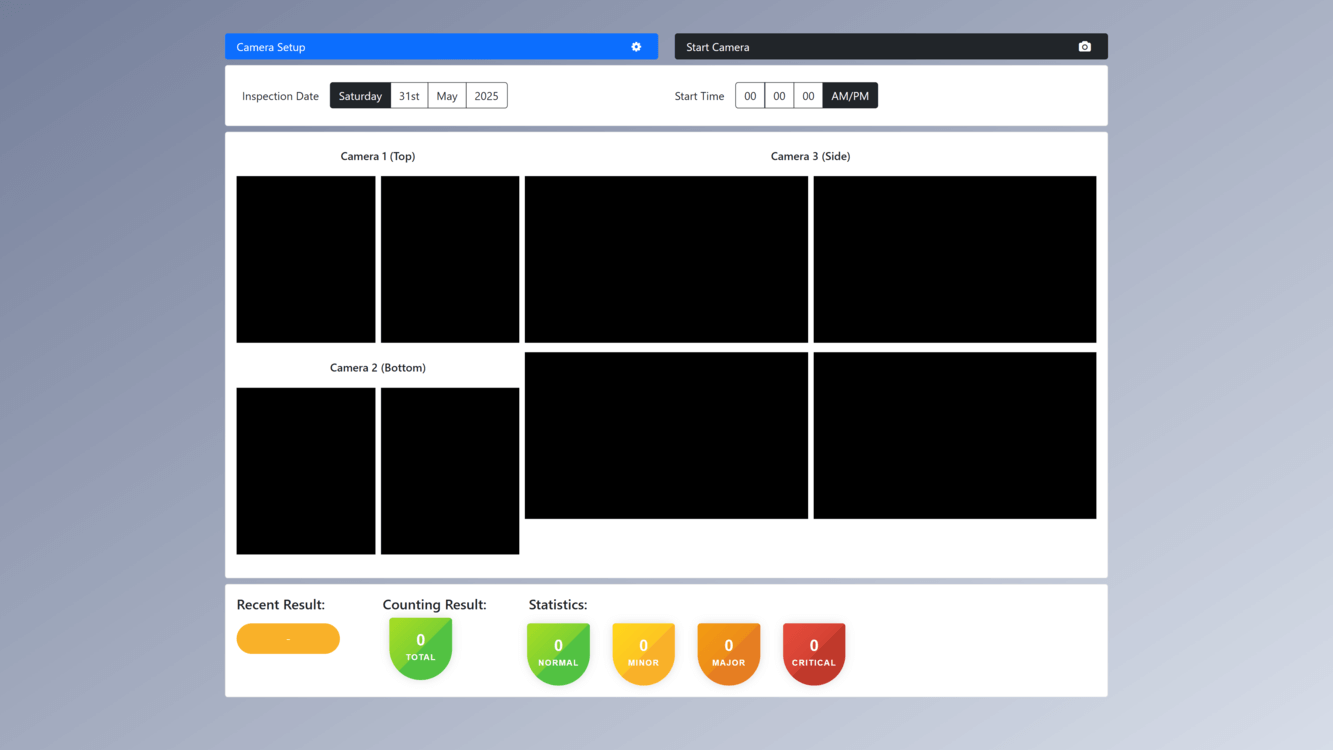 Camera Setup
Start Camera
Inspection Date Saturday 31st May 2025
Start Time 00 00 00 AM/PM
Camera 1 (Top)
Camera 3 (Side)
Camera 2 (Bottom)
Recent Result:
-
Counting Result:
0
TOTAL
Statistics:
0
NORMAL
0
MINOR
0
MAJOR
0
CRITICAL